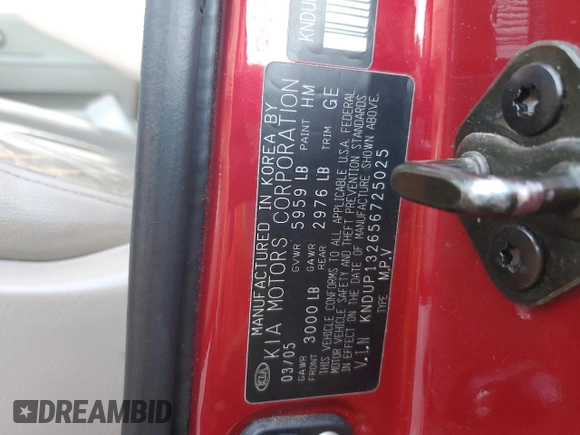 MANUFACTURED IN KOREA BY
KIA KIA MOTORS CORPORATION
03/05 GVWR 5959 LB PAINT HM
GAWR FRONT 3000 LB GAWR REAR 2976 LB TRIM GE
THIS VEHICLE CONFORMS TO ALL APPLICABLE U.S.A. FEDERAL
MOTOR VEHICLE SAFETY AND THEFT PREVENTION STANDARDS
IN EFFECT ON THE DATE OF MANUFACTURE SHOWN ABOVE.
V.I.N KNDUP132656725025
TYPE M.P.V
KNDUP
DREAMBID